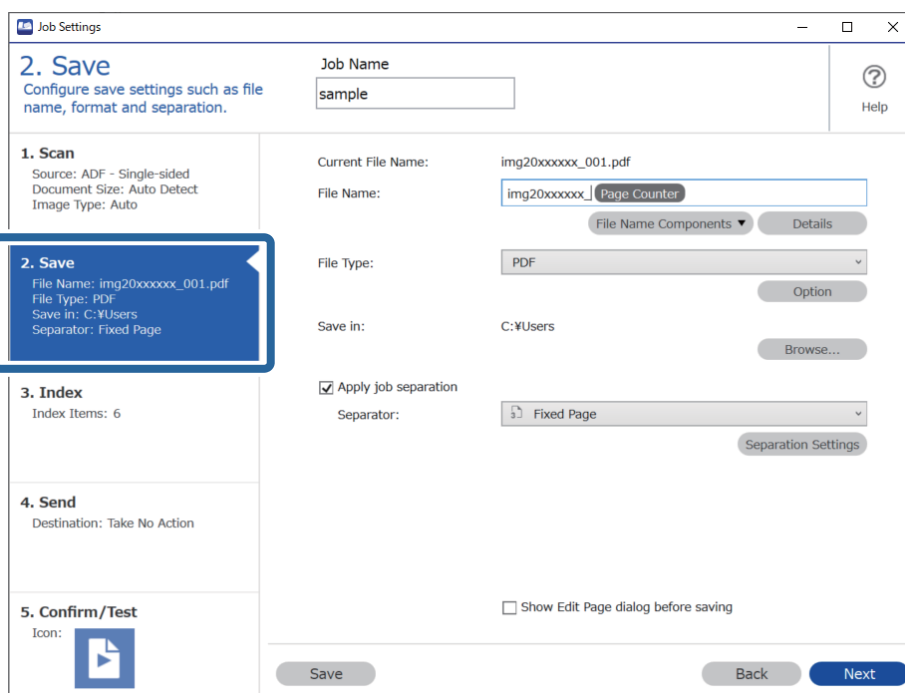 Job Settings
2. Save
Configure save settings such as file
name, format and separation.
Job Name
sample
Help
1. Scan
Source: ADF - Single-sided
Document Size: Auto Detect
Image Type: Auto
2. Save
File Name: img20xxxxxx_001.pdf
File Type: PDF
Save in: C:¥Users
Separator: Fixed Page
3. Index
Index Items: 6
4. Send
Destination: Take No Action
5. Confirm/Test
Icon:
Current File Name: img20xxxxxx_001.pdf
File Name: img20xxxxxx_ Page Counter
File Name Components ▼ Details
File Type: PDF
Option
Save in: C:¥Users
Browse...
Apply job separation
Separator: 3 Fixed Page
Separation Settings
Show Edit Page dialog before saving
Save Back Next